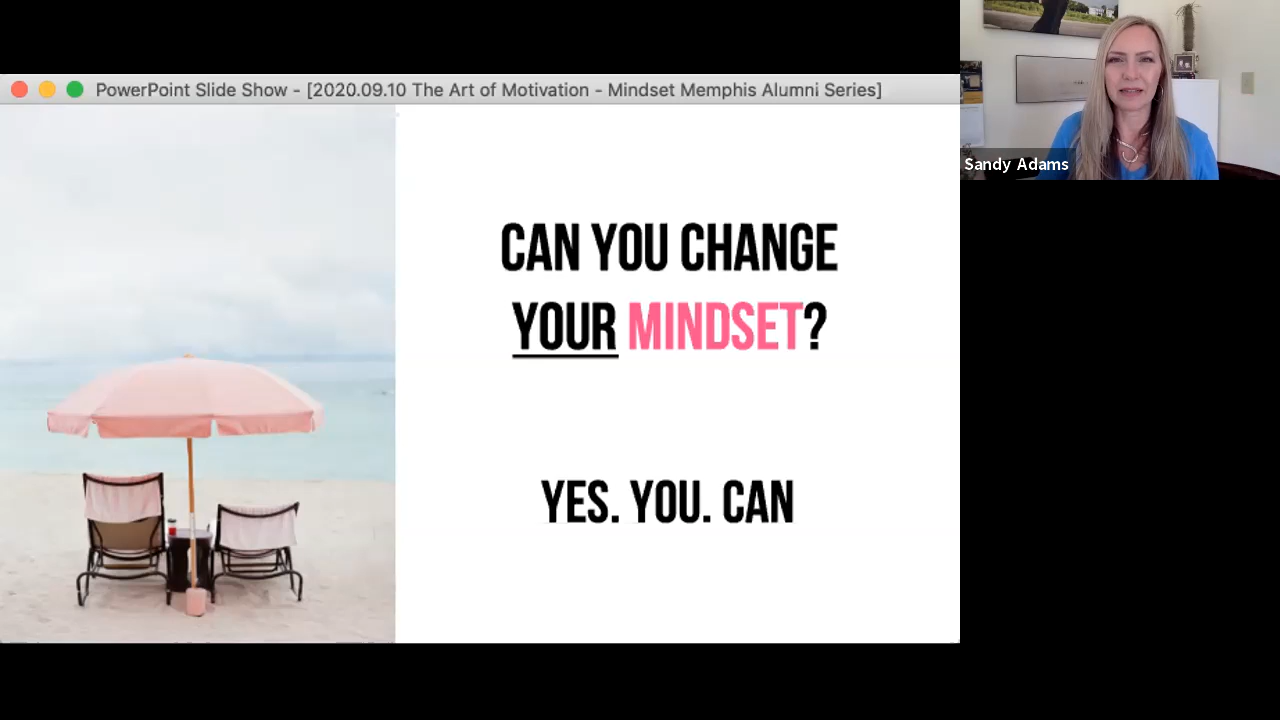 PowerPoint Slide Show - [2020.09.10 The Art of Motivation - Mindset Memphis Alumni Series]
CAN YOU CHANGE
YOUR MINDSET?
YES. YOU. CAN
Sandy Adams